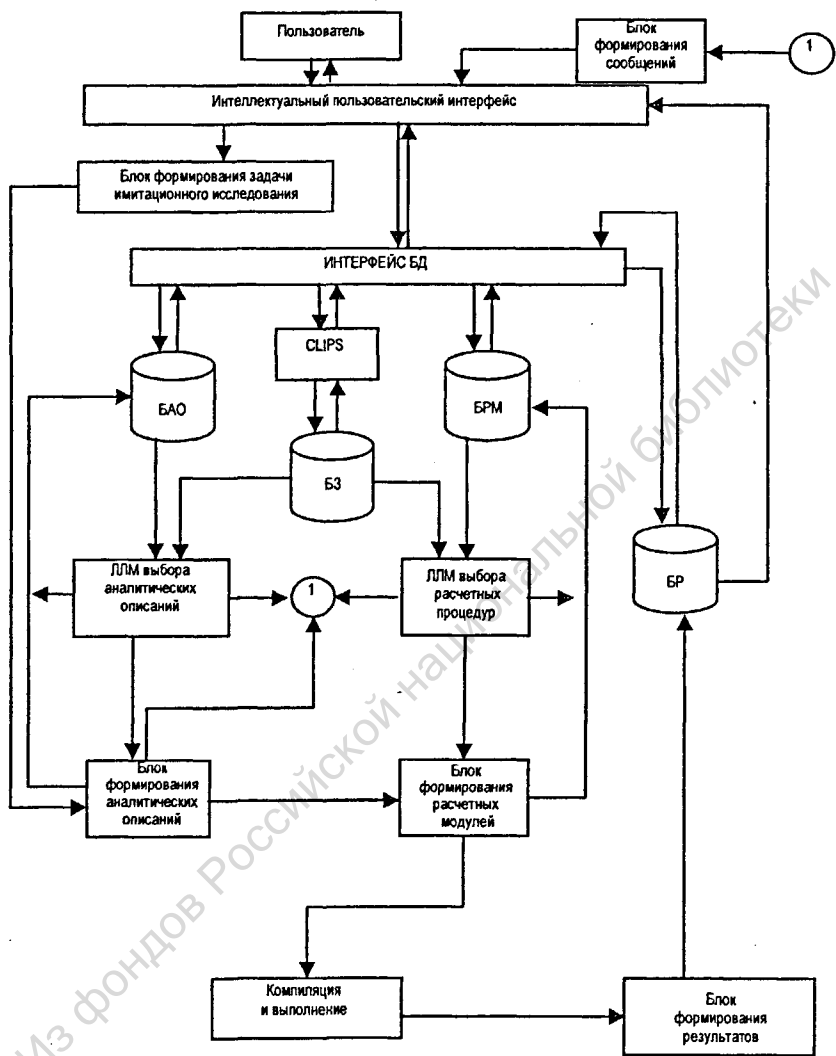 Пользователь
Блок
формирования
сообщений
1
Интеллектуальный пользовательский интерфейс
Блок формирования задачи
имитационного исследования
ИНТЕРФЕЙС БД
CLIPS
БАО
БРМ
БЗ
БР
ЛЛМ выбора
аналитических
описаний
1
ЛЛМ выбора
расчетных
процедур
Блок
формирования
аналитических
описаний
Блок
формирования
расчетных
модулей
Компиляция
и выполнение
Блок
формирования
результатов
Из фондов Российской национальной библиотеки